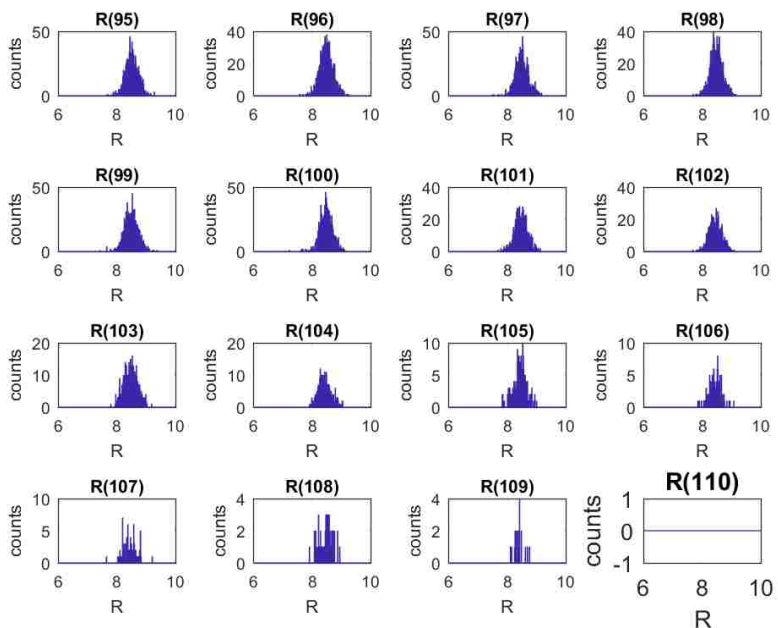 R(95) R(96) R(97) R(98)
50 40 50 40
counts counts counts counts
20 20
0 0 0 0
6 8 10 6 8 10 6 8 10 6 8 10
R R R R
R(99) R(100) R(101) R(102)
50 50 40 40
counts counts counts counts
20 20
0 0 0 0
6 8 10 6 8 10 6 8 10 6 8 10
R R R R
R(103) R(104) R(105) R(106)
20 20 10 10
counts counts counts counts
10 10 5 5
0 0 0 0
6 8 10 6 8 10 6 8 10 6 8 10
R R R R
R(107) R(108) R(109) R(110)
10 4 4 1
counts counts counts counts
5 2 2 0
0 0 0 -1
6 8 10 6 8 10 6 8 10 6 8 10
R R R R